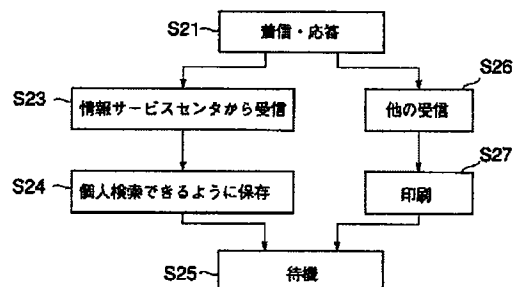 S21
着信・応答
S23
情報サービスセンタから受信
S26
他の受信
S24
個人検索できるように保存
S27
印刷
S25
待機